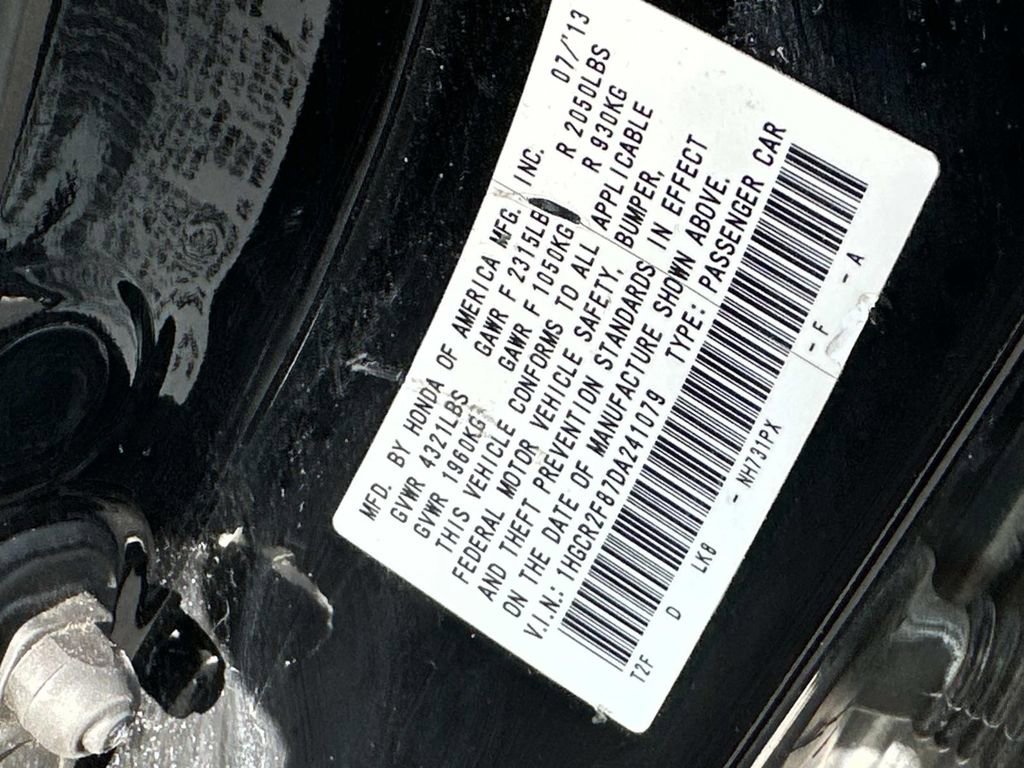 MFD. BY HONDA OF AMERICA MFG. INC. 07/'13
GVWR 4321LBS GAWR F 2315LB R 2050LBS
GVWR 1960KG GAWR F 1050KG R 930KG
THIS VEHICLE CONFORMS TO ALL APPLICABLE
FEDERAL MOTOR VEHICLE SAFETY, BUMPER,
AND THEFT PREVENTION STANDARDS IN EFFECT
ON THE DATE OF MANUFACTURE SHOWN ABOVE.
V.I.N.: 1HGCR2F87DA241079 TYPE: PASSENGER CAR
T2F D LK8 - NH731PX - F - A